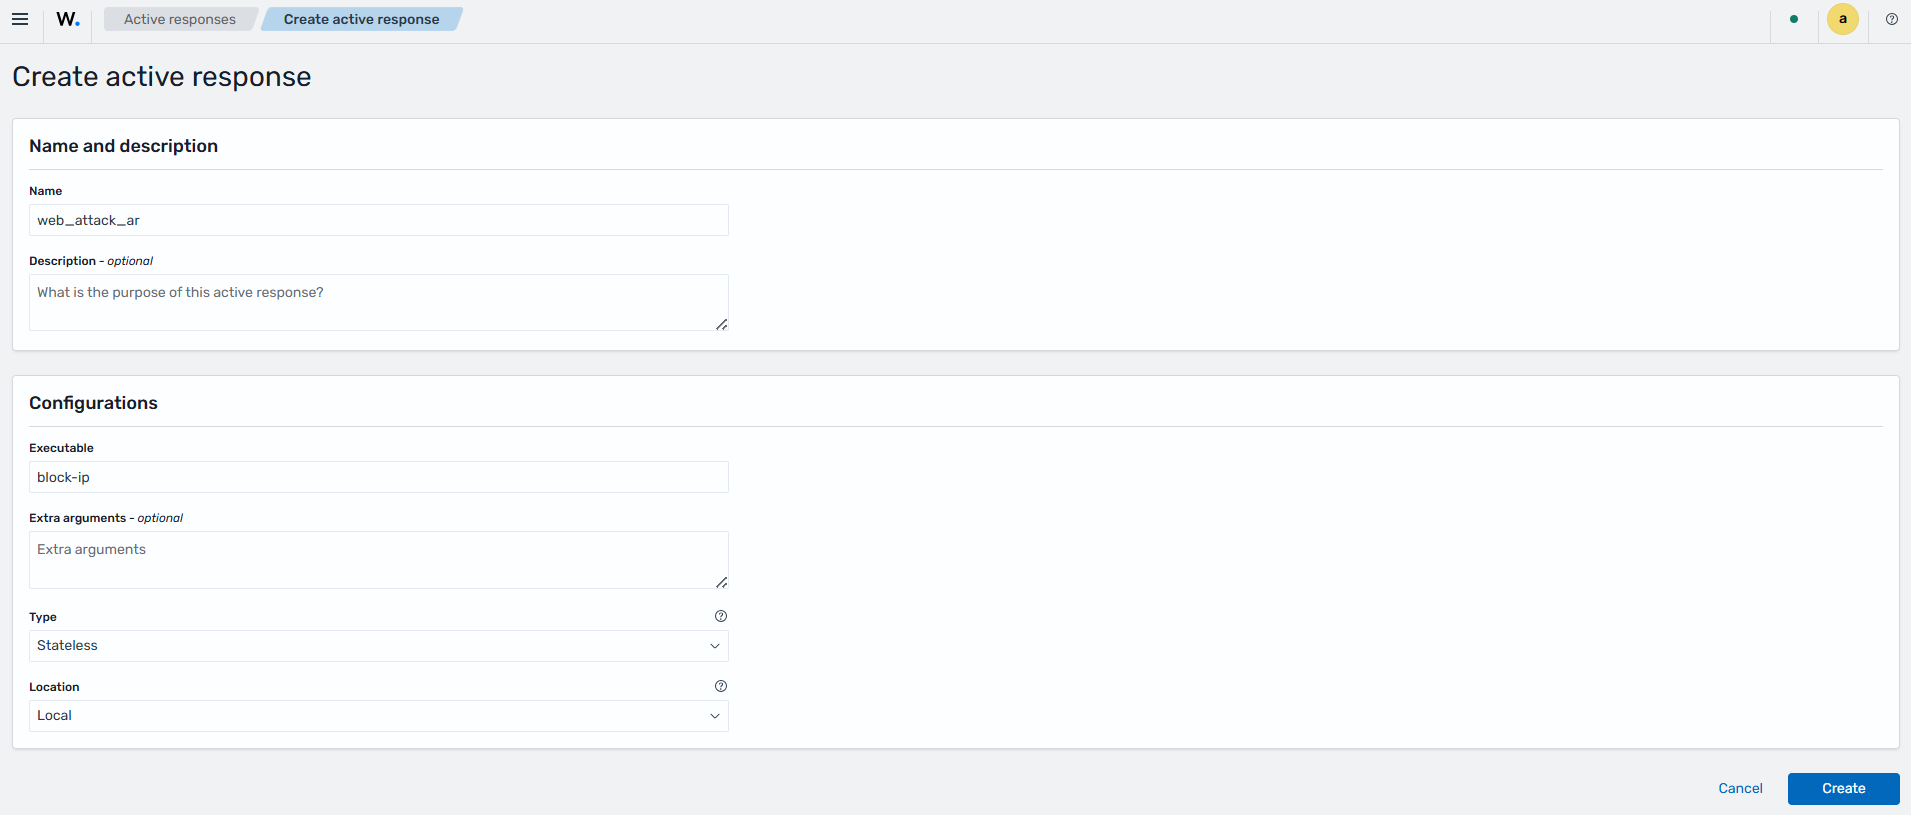 W.
Active responses
Create active response
a
Create active response
Name and description
Name
web_attack_ar
Description - optional
What is the purpose of this active response?
Configurations
Executable
block-ip
Extra arguments - optional
Extra arguments
Type
Stateless
Location
Local
Cancel
Create